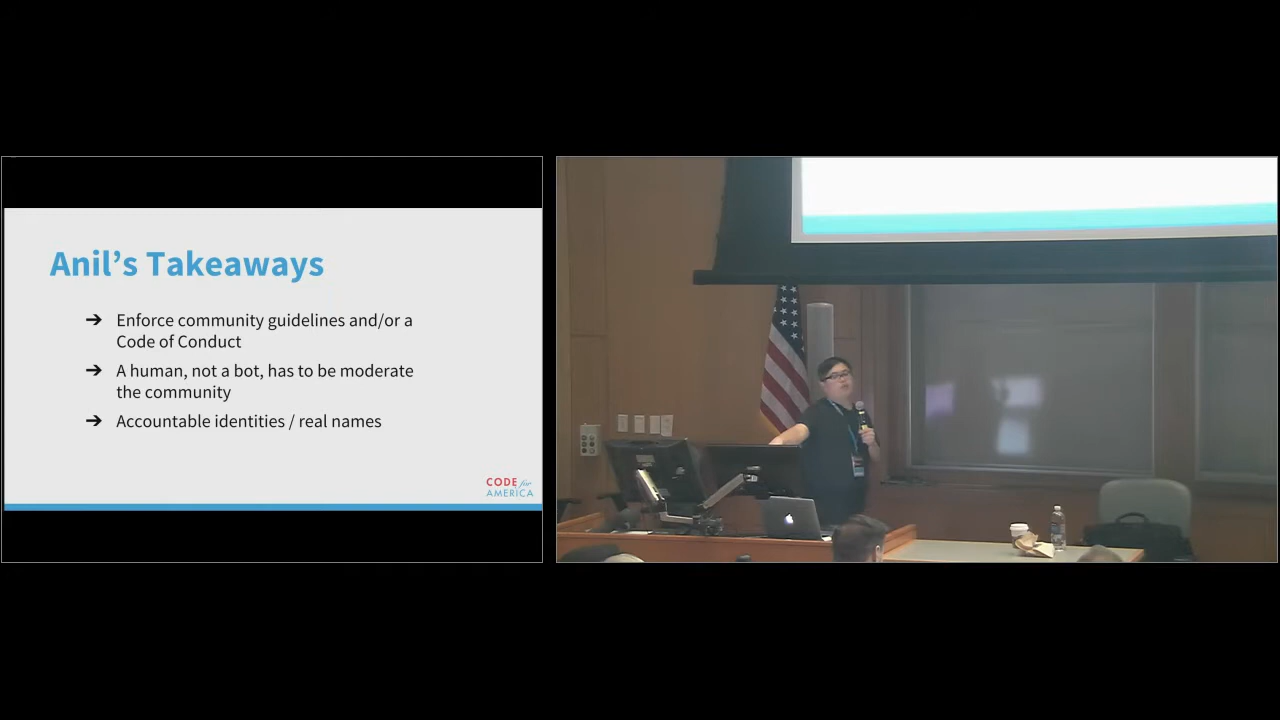 Anil's Takeaways
➔ Enforce community guidelines and/or a
Code of Conduct
➔ A human, not a bot, has to be moderate
the community
➔ Accountable identities / real names
CODE for
AMERICA